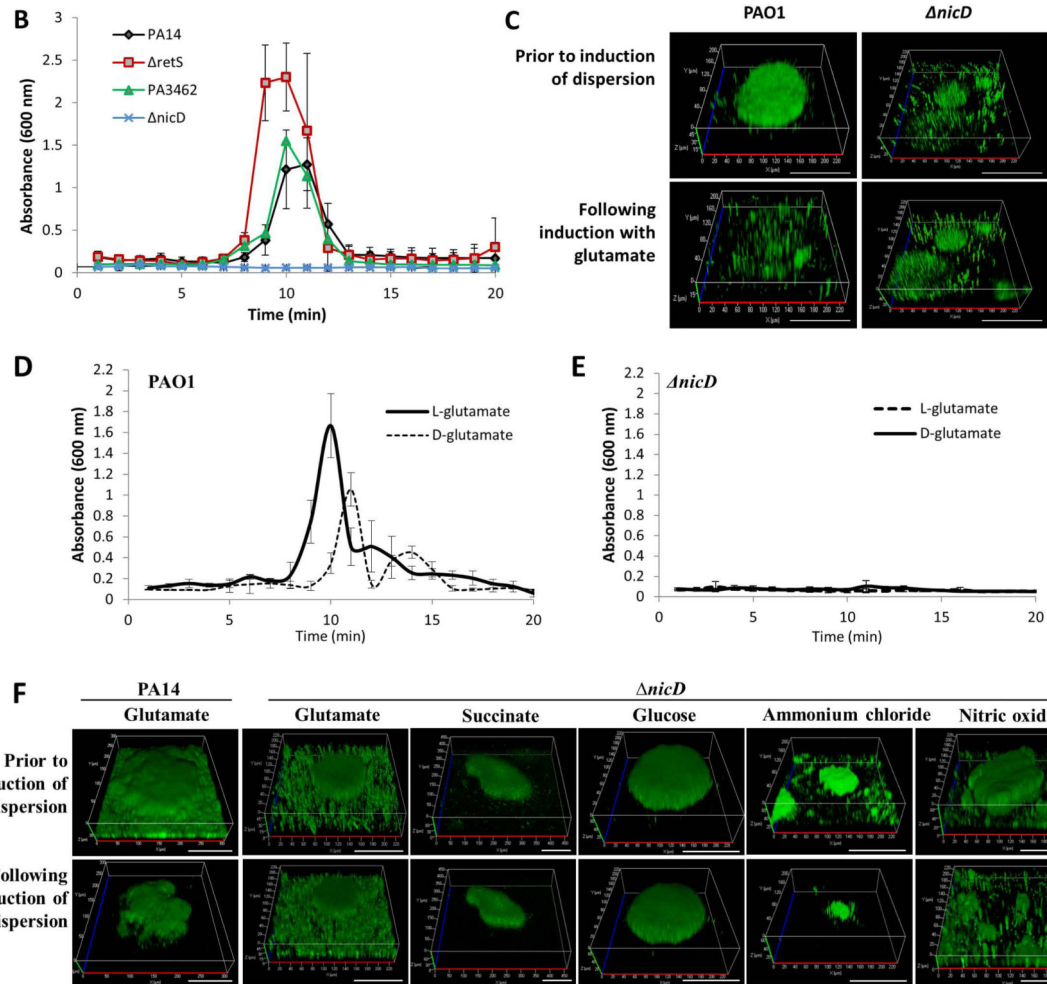 B
3
2.5
2
1.5
1
0.5
0
Absorbance (600 nm)
PA14
ΔretS
PA3462
ΔnicD
0 5 10 15 20
Time (min)
C
PAO1 ΔnicD
Prior to induction
of dispersion
Following
induction with
glutamate
D
PAO1
2.2
2
1.8
1.6
1.4
1.2
1
0.8
0.6
0.4
0.2
0
Absorbance (600 nm)
L-glutamate
D-glutamate
0 5 10 15 20
Time (min)
E
ΔnicD
2.2
2
1.8
1.6
1.4
1.2
1
0.8
0.6
0.4
0.2
0
Absorbance (600 nm)
L-glutamate
D-glutamate
0 5 10 15 20
Time (min)
F
PA14 ΔnicD
Glutamate Glutamate Succinate Glucose Ammonium chloride Nitric oxid
Prior to
uction of
ispersion
ollowing
uction of
ispersion